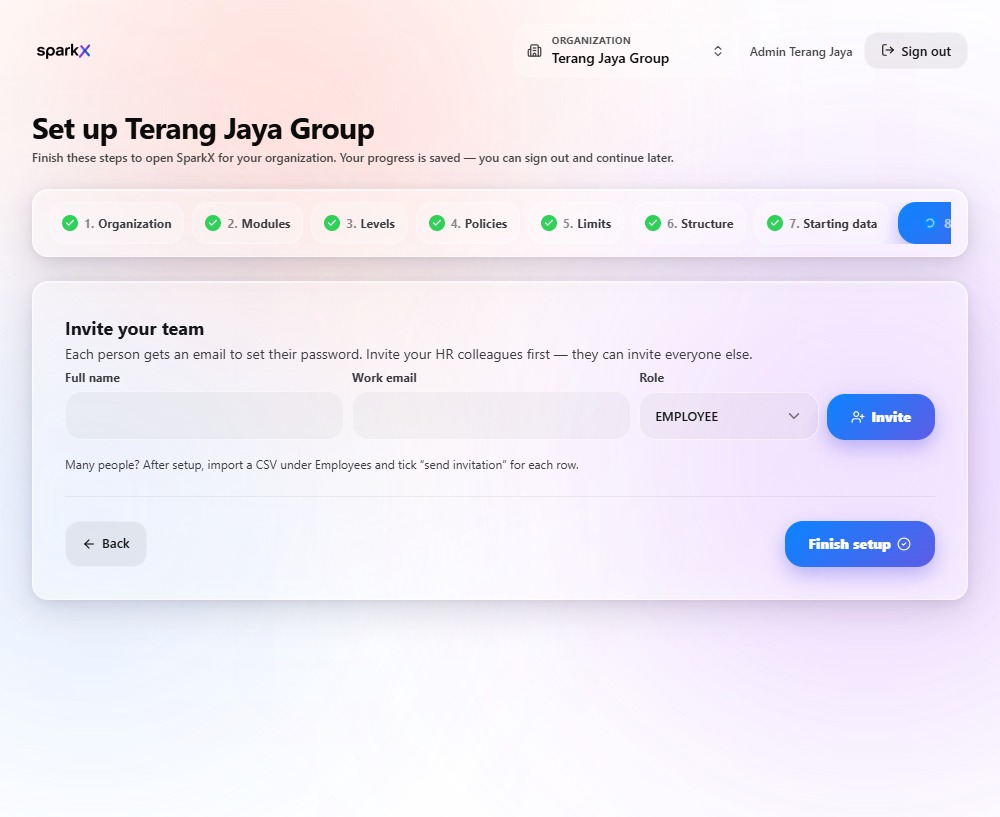 sparkX
ORGANIZATION
Terang Jaya Group
Admin Terang Jaya
Sign out
Set up Terang Jaya Group
Finish these steps to open SparkX for your organization. Your progress is saved — you can sign out and continue later.
1. Organization
2. Modules
3. Levels
4. Policies
5. Limits
6. Structure
7. Starting data
8
Invite your team
Each person gets an email to set their password. Invite your HR colleagues first — they can invite everyone else.
Full name
Work email
Role
EMPLOYEE
Invite
Many people? After setup, import a CSV under Employees and tick “send invitation” for each row.
Back
Finish setup